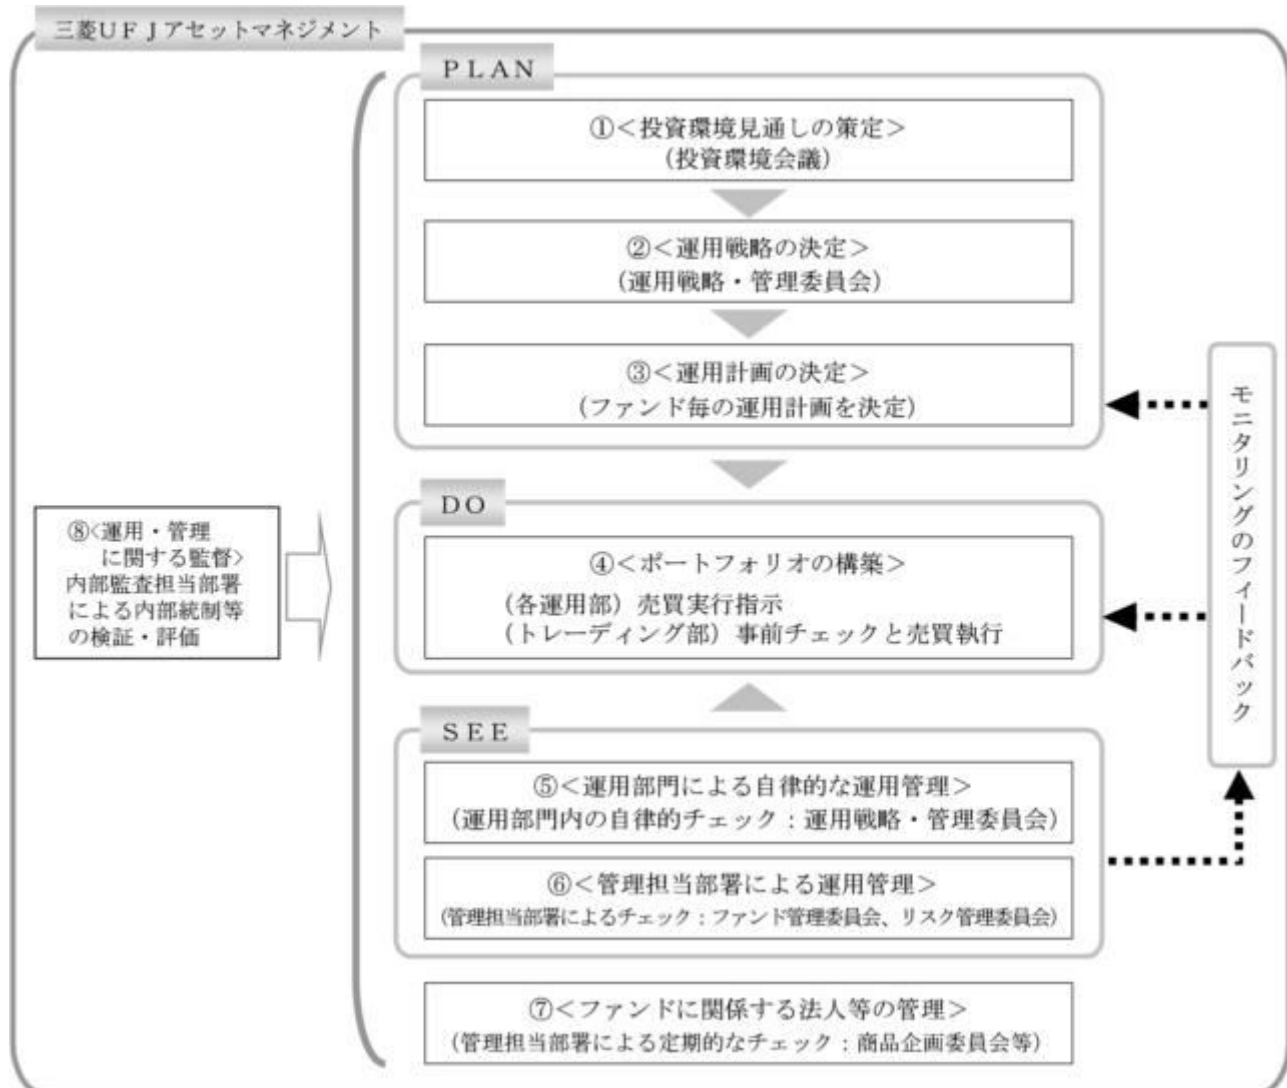 三菱UFJアセットマネジメント
PLAN
①<投資環境見通しの策定>
(投資環境会議)
②<運用戦略の決定>
(運用戦略・管理委員会)
③<運用計画の決定>
(ファンド毎の運用計画を決定)
DO
④<ポートフォリオの構築>
(各運用部)売買実行指示
(トレーディング部)事前チェックと売買執行
SEE
⑤<運用部門による自律的な運用管理>
(運用部門内の自律的チェック:運用戦略・管理委員会)
⑥<管理担当部署による運用管理>
(管理担当部署によるチェック:ファンド管理委員会、リスク管理委員会)
⑦<ファンドに関係する法人等の管理>
(管理担当部署による定期的なチェック:商品企画委員会等)
⑧<運用・管理
に関する監督>
内部監査担当部署
による内部統制等
の検証・評価
モニタリングのフィードバック